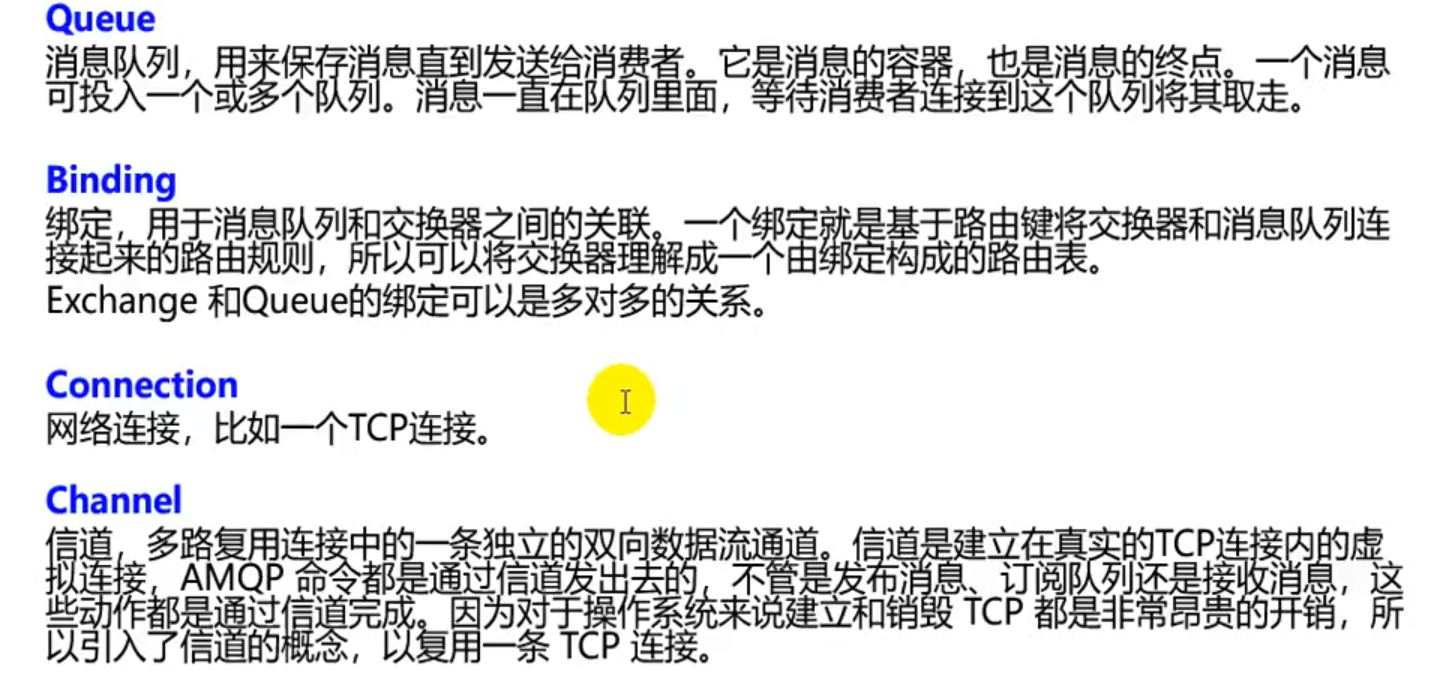 Queue
消息队列，用来保存消息直到发送给消费者。它是消息的容器，也是消息的终点。一个消息
可投入一个或多个队列。消息一直在队列里面，等待消费者连接到这个队列将其取走。
Binding
绑定，用于消息队列和交换器之间的关联。一个绑定就是基于路由键将交换器和消息队列连
接起来的路由规则，所以可以将交换器理解成一个由绑定构成的路由表。
Exchange 和Queue的绑定可以是多对多的关系。
Connection
网络连接，比如一个TCP连接。
Channel
信道，多路复用连接中的一条独立的双向数据流通道。信道是建立在真实的TCP连接内的虚
拟连接，AMQP 命令都是通过信道发出去的，不管是发布消息、订阅队列还是接收消息，这
些动作都是通过信道完成。因为对于操作系统来说建立和销毁 TCP 都是非常昂贵的开销，所
以引入了信道的概念，以复用一条 TCP 连接。